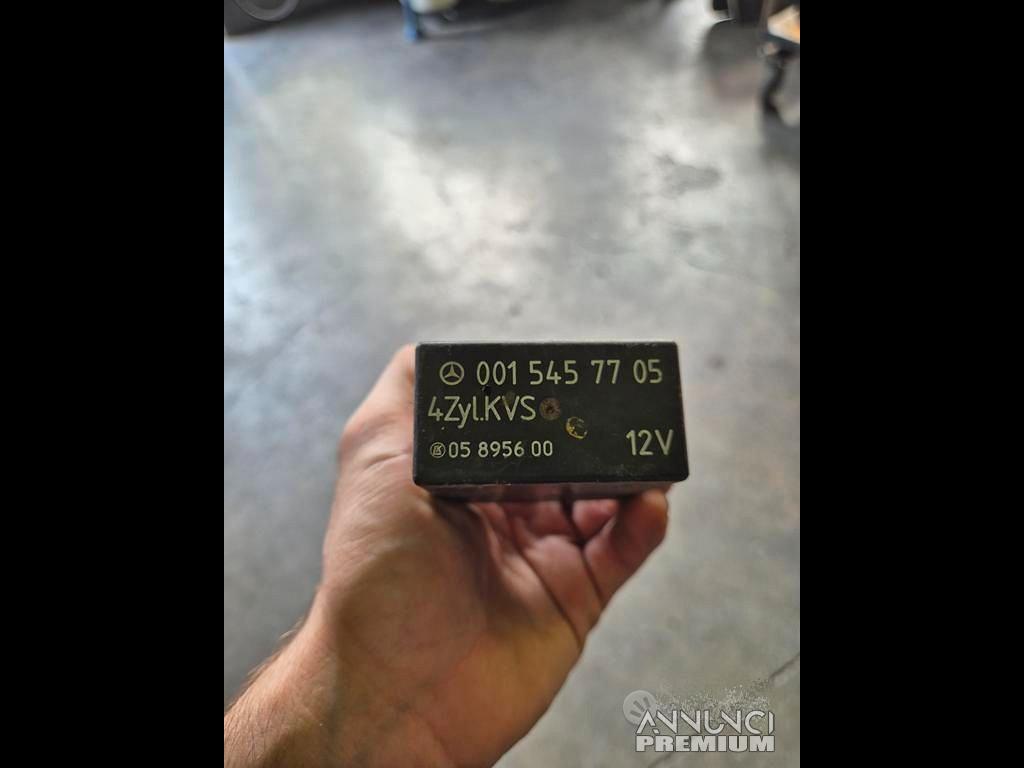 001 545 77 05
4Zyl.KVS
05 8956 00 12V
ANNUNCI
PREMIUM